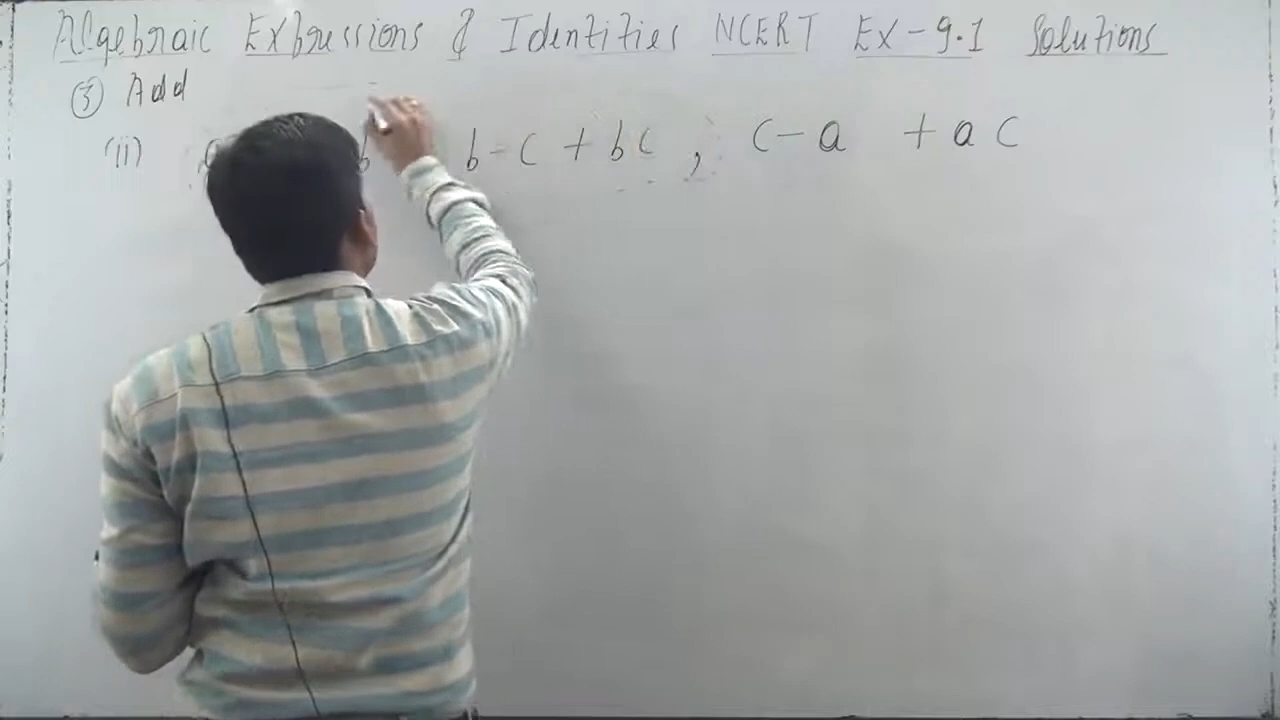 Algebraic Expressions & Identities NCERT Ex-9.1 Solutions
③ Add
(ii) b b-c+bc , c-a +ac